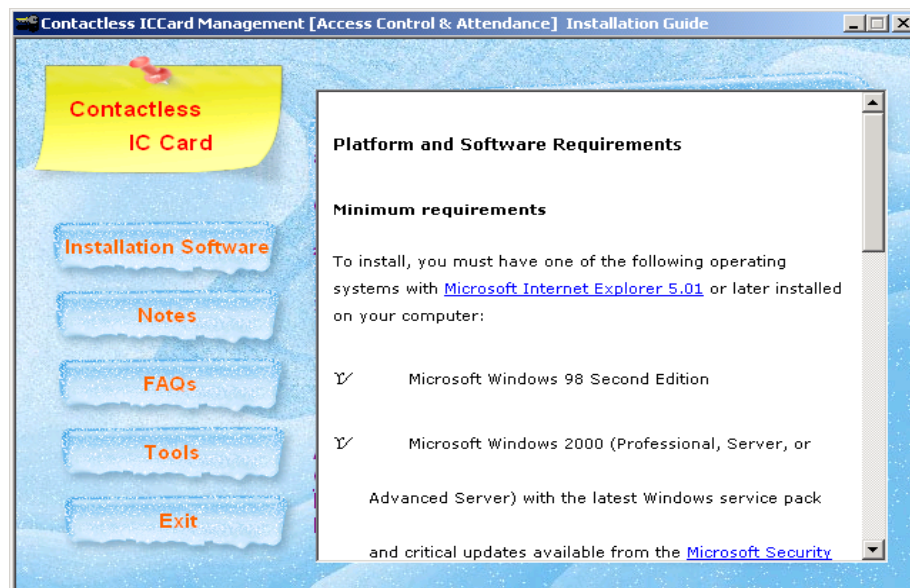 Contactless ICCard Management [Access Control & Attendance] Installation Guide
Contactless
IC Card
Installation Software
Notes
FAQs
Tools
Exit
Platform and Software Requirements
Minimum requirements
To install, you must have one of the following operating
systems with Microsoft Internet Explorer 5.01 or later installed
on your computer:
Microsoft Windows 98 Second Edition
Microsoft Windows 2000 (Professional, Server, or
Advanced Server) with the latest Windows service pack
and critical updates available from the Microsoft Security